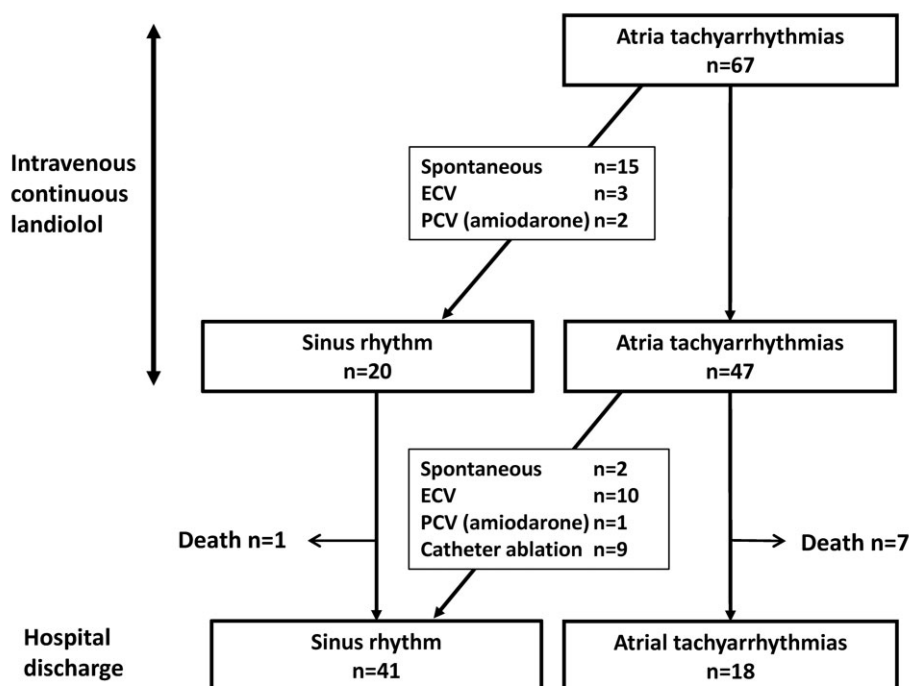 Atria tachyarrhythmias
n=67
Intravenous
continuous
landiolol
Spontaneous n=15
ECV n=3
PCV (amiodarone) n=2
Sinus rhythm
n=20
Atria tachyarrhythmias
n=47
Spontaneous n=2
ECV n=10
PCV (amiodarone) n=1
Catheter ablation n=9
Death n=1
Death n=7
Hospital
discharge
Sinus rhythm
n=41
Atrial tachyarrhythmias
n=18